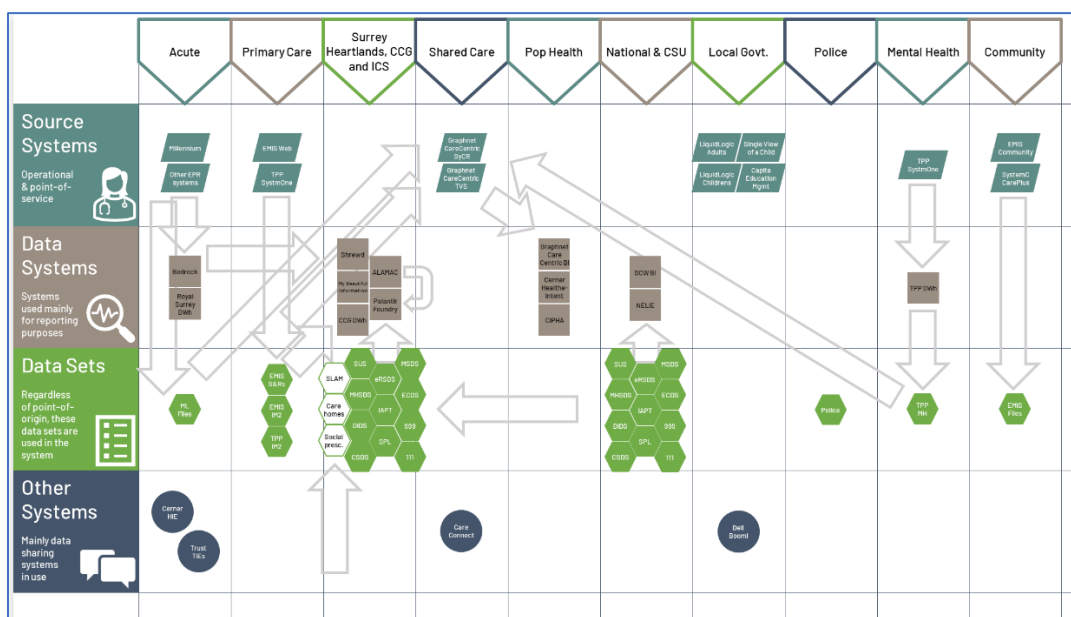 Acute
Primary Care
Surrey
Heartlands, CCG
and ICS
Shared Care
Pop Health
National & CSU
Local Govt.
Police
Mental Health
Community
Source
Systems
Operational
& point-of-
service
Millennium
Other EPR
systems
EMIS Web
TPP
SystmOne
Graphnet
CareCentric
SyCR
Graphnet
CareCentric
TVS
LiquidLogic
Adults
Single View
of a Child
LiquidLogic
Childrens
Capita
Education
Mgmt
TPP
SystmOne
EMIS
Community
SystemC
CarePlus
Data
Systems
Systems
used mainly
for reporting
purposes
Bedrock
Royal
Surrey
DWh
Shrewd
My Beautiful
Information
CCG DWh
ALAMAC
Palantir
Foundry
Graphnet
Care
Centric BI
Cerner
Healthe-
Intent
CIPHA
SCW BI
NELIE
TPP DWh
Data Sets
Regardless
of point-of-
origin, these
data sets are
used in the
system
ML
Files
EMIS
S&Rs
EMIS
IM2
TPP
IM2
SLAM
Care
homes
Social
presc.
SUS
MSDS
eRSDS
MHSDS
ECDS
IAPT
DIDS
999
SPL
CSDS
111
SUS
MSDS
eRSDS
MHSDS
ECDS
IAPT
DIDS
999
SPL
CSDS
111
Police
TPP
MH
EMIS
Files
Other
Systems
Mainly data
sharing
systems
in use
Cerner
HIE
Trust
TIEs
Care
Connect
Dell
Boomi